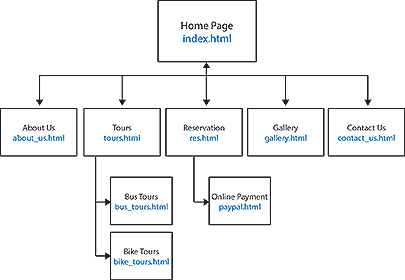 Home Page
index.html
About Us
about_us.html
Tours
tours.html
Reservation
res.html
Gallery
gallery.html
Contact Us
contact_us.html
Bus Tours
bus_tours.html
Online Payment
paypal.html
Bike Tours
bike_tours.html